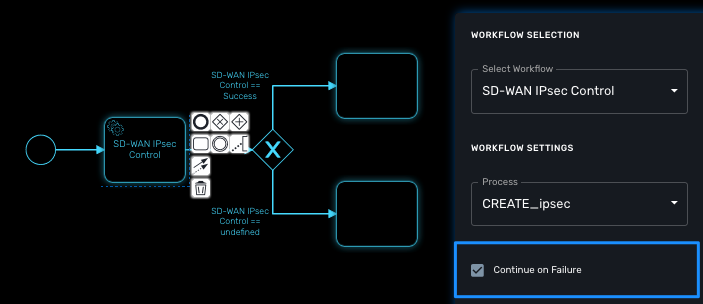 SD-WAN IPsec
Control ==
Success
SD-WAN IPsec
Control
X
SD-WAN IPsec
Control ==
undefined
WORKFLOW SELECTION
Select Workflow
SD-WAN IPsec Control
WORKFLOW SETTINGS
Process
CREATE_ipsec
Continue on Failure